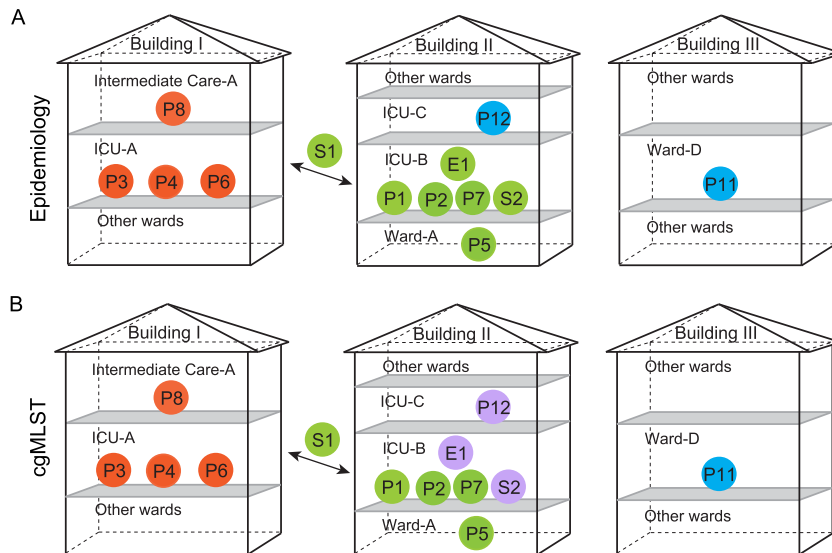 A
Epidemiology
Building I
Intermediate Care-A
P8
ICU-A
P3 P4 P6
Other wards
S1
Building II
Other wards
ICU-C
P12
ICU-B
E1
P1 P2 P7 S2
Ward-A
P5
Building III
Other wards
Ward-D
P11
Other wards
B
cgMLST
Building I
Intermediate Care-A
P8
ICU-A
P3 P4 P6
Other wards
S1
Building II
Other wards
ICU-C
P12
ICU-B
E1
P1 P2 P7 S2
Ward-A
P5
Building III
Other wards
Ward-D
P11
Other wards